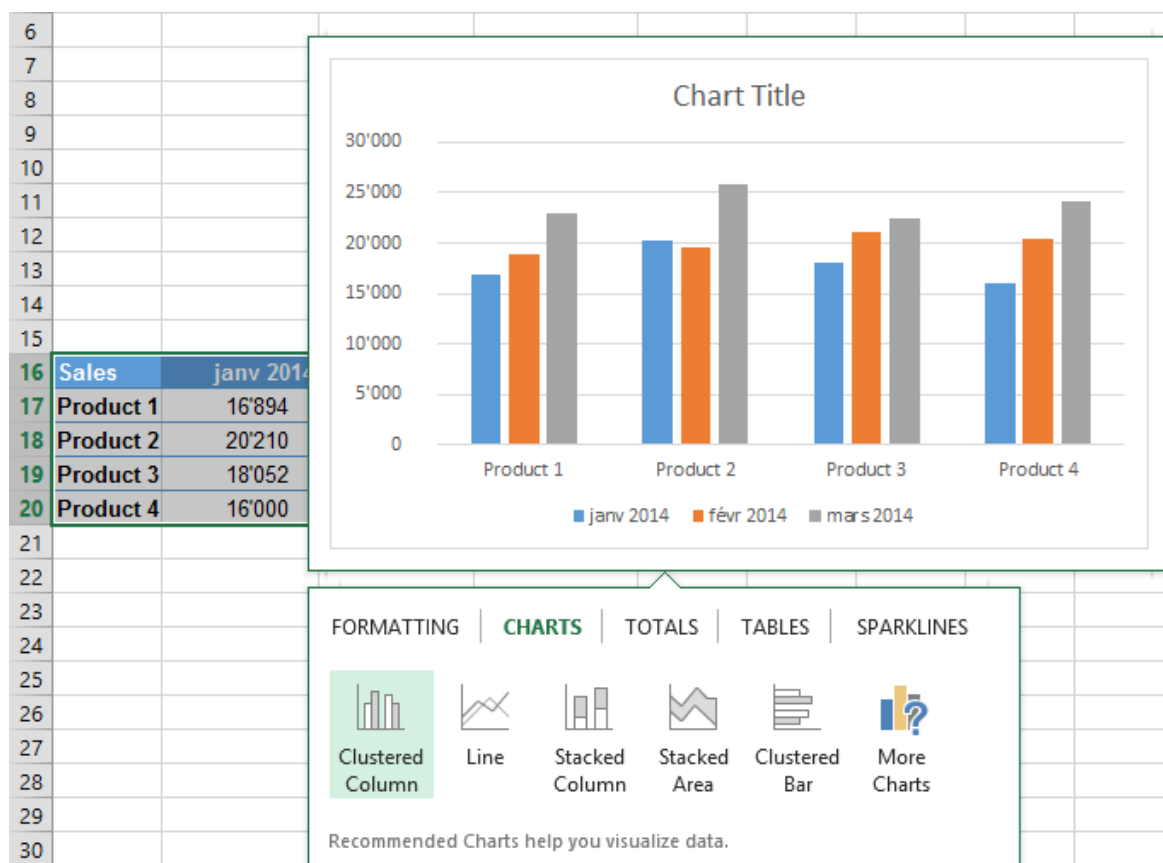 6
7
8
9
10
11
12
13
14
15
16 Sales janv 2014
17 Product 1 16'894
18 Product 2 20'210
19 Product 3 18'052
20 Product 4 16'000
21
22
23
24
25
26
27
28
29
30
Chart Title
30'000
25'000
20'000
15'000
10'000
5'000
0
Product 1 Product 2 Product 3 Product 4
janv 2014 févr 2014 mars 2014
FORMATTING CHARTS TOTALS TABLES SPARKLINES
Clustered Column
Line
Stacked Column
Stacked Area
Clustered Bar
More Charts
Recommended Charts help you visualize data.